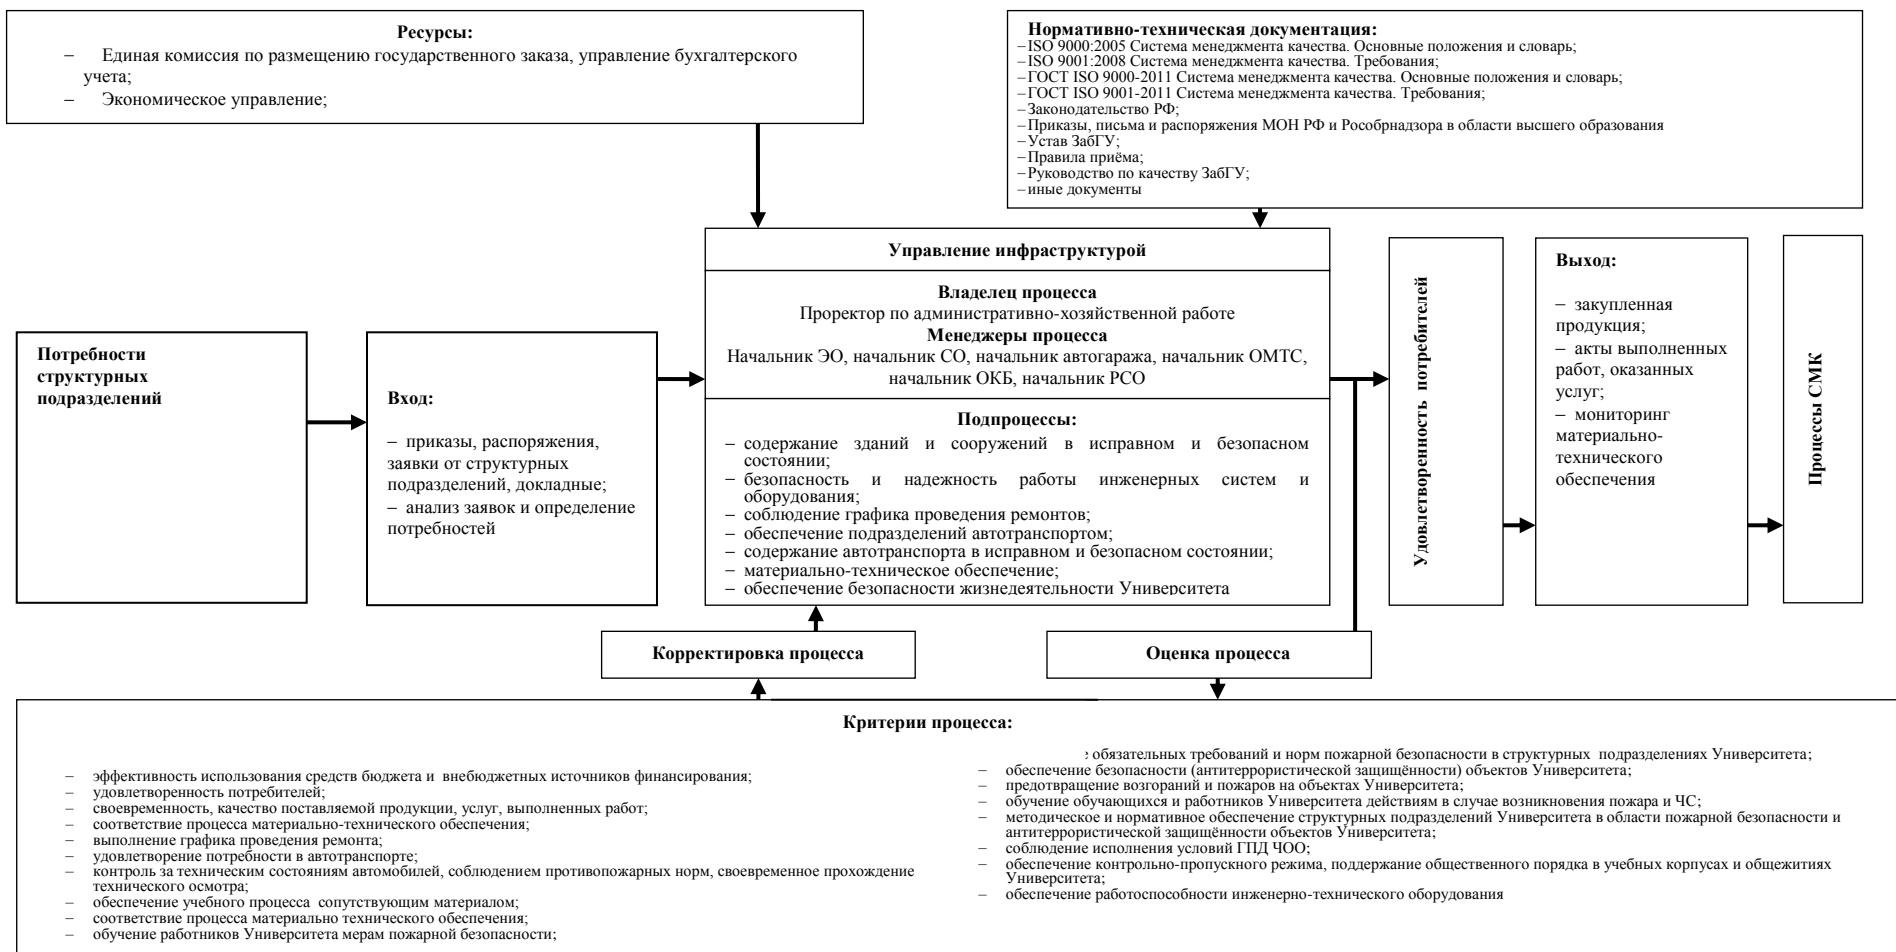 Ресурсы:
– Единая комиссия по размещению государственного заказа, управление бухгалтерского
учета;
– Экономическое управление;
Нормативно-техническая документация:
–ISO 9000:2005 Система менеджмента качества. Основные положения и словарь;
–ISO 9001:2008 Система менеджмента качества. Требования;
–ГОСТ ISO 9000-2011 Система менеджмента качества. Основные положения и словарь;
–ГОСТ ISO 9001-2011 Система менеджмента качества. Требования;
–Законодательство РФ;
–Приказы, письма и распоряжения МОН РФ и Рособрнадзора в области высшего образования
–Устав ЗабГУ;
–Правила приёма;
–Руководство по качеству ЗабГУ;
–иные документы
Потребности
структурных
подразделений
Вход:
– приказы, распоряжения,
заявки от структурных
подразделений, докладные;
– анализ заявок и определение
потребностей
Управление инфраструктурой
Владелец процесса
Проректор по административно-хозяйственной работе
Менеджеры процесса
Начальник ЭО, начальник СО, начальник автогаража, начальник ОМТС,
начальник ОКБ, начальник РСО
Подпроцессы:
– содержание зданий и сооружений в исправном и безопасном
состоянии;
– безопасность и надежность работы инженерных систем и
оборудования;
– соблюдение графика проведения ремонтов;
– обеспечение подразделений автотранспортом;
– содержание автотранспорта в исправном и безопасном состоянии;
– материально-техническое обеспечение;
– обеспечение безопасности жизнедеятельности Университета
Удовлетворенность потребителей
Выход:
– закупленная
продукция;
– акты выполненных
работ, оказанных
услуг;
– мониторинг
материально-
технического
обеспечения
Процессы СМК
Корректировка процесса
Оценка процесса
Критерии процесса:
– эффективность использования средств бюджета и внебюджетных источников финансирования;
– удовлетворенность потребителей;
– своевременность, качество поставляемой продукции, услуг, выполненных работ;
– соответствие процесса материально-технического обеспечения;
– выполнение графика проведения ремонта;
– удовлетворение потребности в автотранспорте;
– контроль за техническим состояниям автомобилей, соблюдением противопожарных норм, своевременное прохождение
технического осмотра;
– обеспечение учебного процесса сопутствующим материалом;
– соответствие процесса материально технического обеспечения;
– обучение работников Университета мерам пожарной безопасности;
обязательных требований и норм пожарной безопасности в структурных подразделениях Университета;
– обеспечение безопасности (антитеррористической защищённости) объектов Университета;
– предотвращение возгораний и пожаров на объектах Университета;
– обучение обучающихся и работников Университета действиям в случае возникновения пожара и ЧС;
– методическое и нормативное обеспечение структурных подразделений Университета в области пожарной безопасности и
антитеррористической защищённости объектов Университета;
– соблюдение исполнения условий ГПД ЧОО;
– обеспечение контрольно-пропускного режима, поддержание общественного порядка в учебных корпусах и общежитиях
Университета;
– обеспечение работоспособности инженерно-технического оборудования